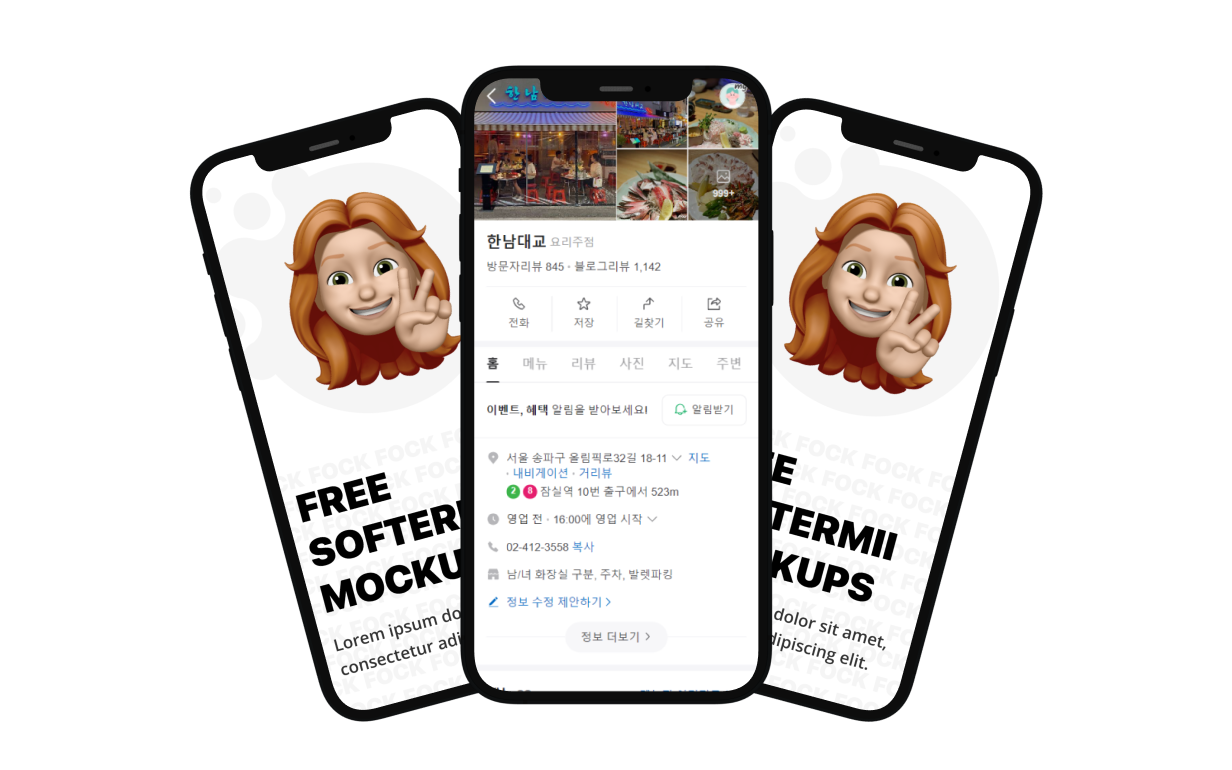 한남
한남대교
999+
한남대교 요리주점
방문자리뷰 845 · 블로그리뷰 1,142
전화 저장 길찾기 공유
홈 메뉴 리뷰 사진 지도 주변
이벤트, 혜택 알림을 받아보세요!
알림받기
서울 송파구 올림픽로32길 18-11 지도
· 내비게이션 · 거리뷰
2 8 잠실역 10번 출구에서 523m
영업 전 · 16:00에 영업 시작
02-412-3558 복사
남/녀 화장실 구분, 주차, 발렛파킹
정보 수정 제안하기
정보 더보기
CK FOCK FOCK FOCK
FREE
SOFTER
MOCKU
Lorem ipsum do
consectetur adi
E
TERMII
KUPS
dolor sit amet,
dipiscing elit.